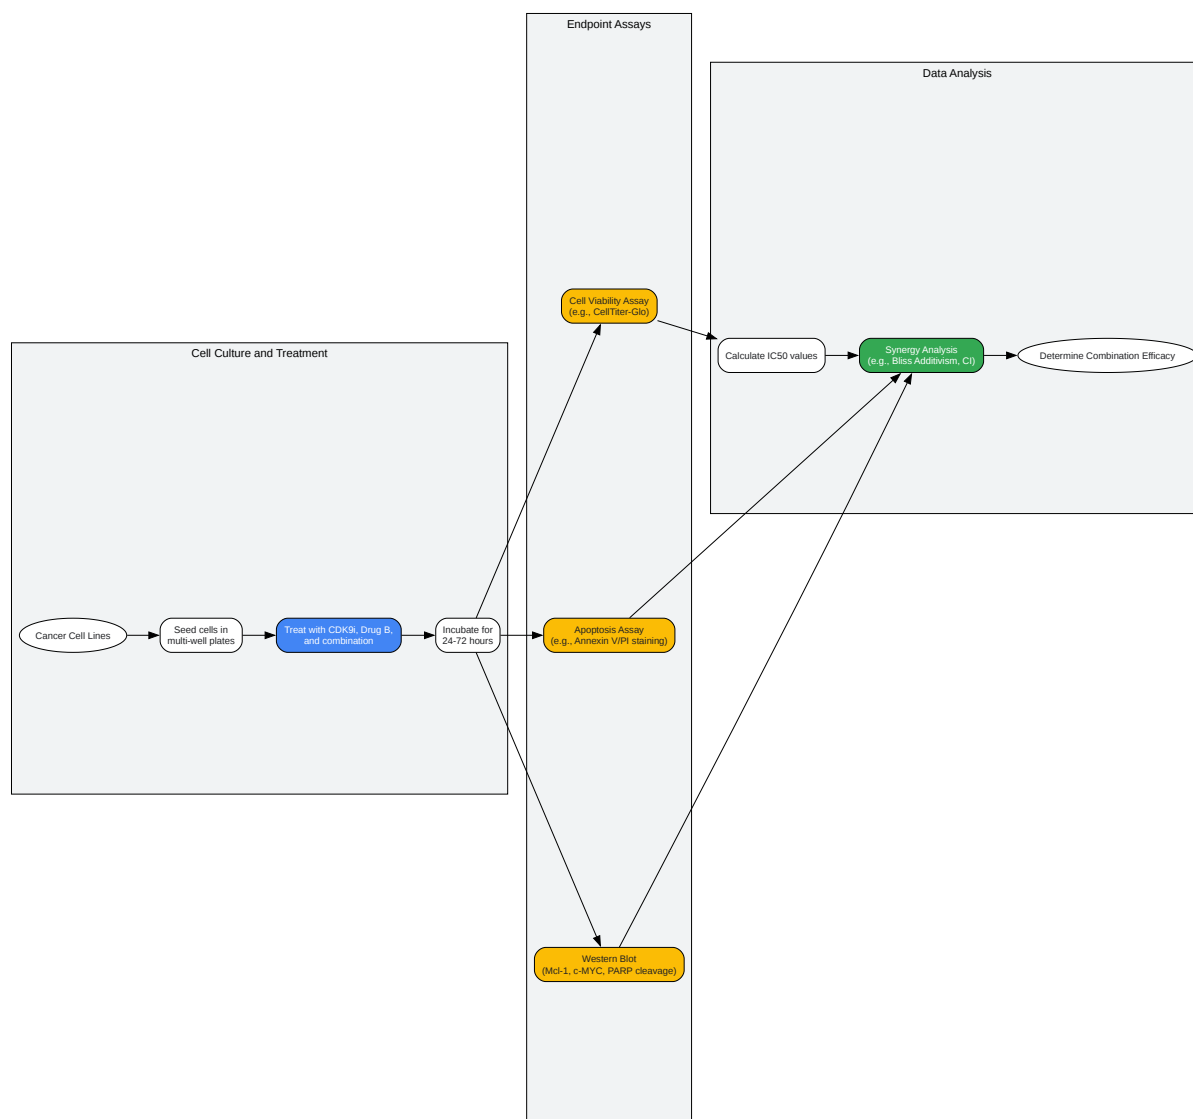 Endpoint Assays
Data Analysis
Cell Viability Assay
(e.g., CellTiter-Glo)
Cell Culture and Treatment
Calculate IC50 values
Synergy Analysis
(e.g., Bliss Additivism, CI)
Determine Combination Efficacy
Cancer Cell Lines
Seed cells in
multi-well plates
Treat with CDK9i, Drug B,
and combination
Incubate for
24-72 hours
Apoptosis Assay
(e.g., Annexin V/PI staining)
Western Blot
(Mcl-1, c-MYC, PARP cleavage)